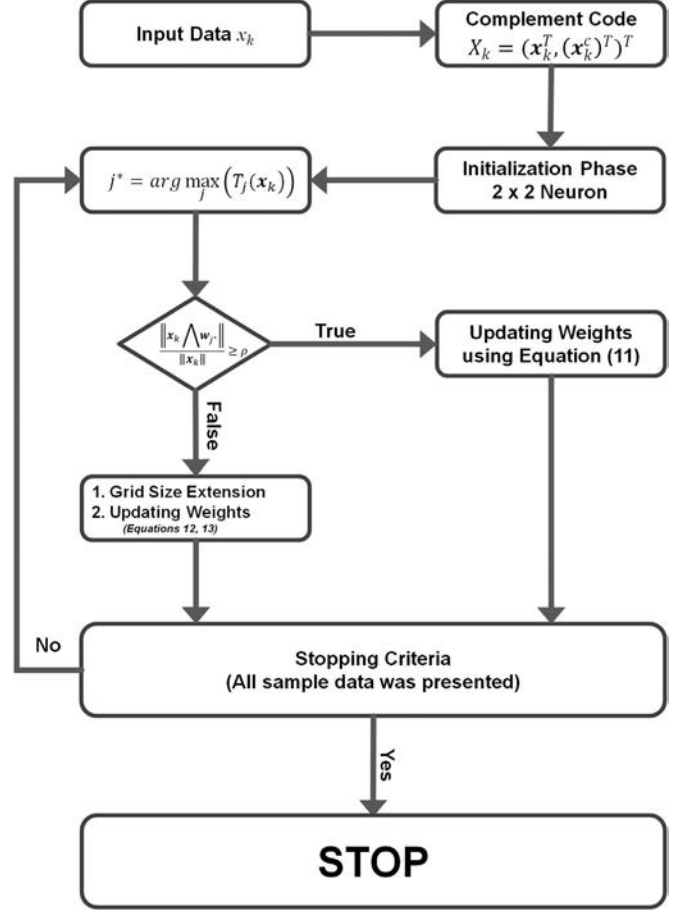 Input Data x_k
Complement Code
X_k = (x_k^T, (x_k^c)^T)^T
j* = arg max_j (T_j(x_k))
Initialization Phase
2 x 2 Neuron
‖x_k ⋀ w_j*‖ / ‖x_k‖ ≥ ρ
True
Updating Weights
using Equation (11)
False
1. Grid Size Extension
2. Updating Weights
(Equations 12, 13)
No
Stopping Criteria
(All sample data was presented)
Yes
STOP